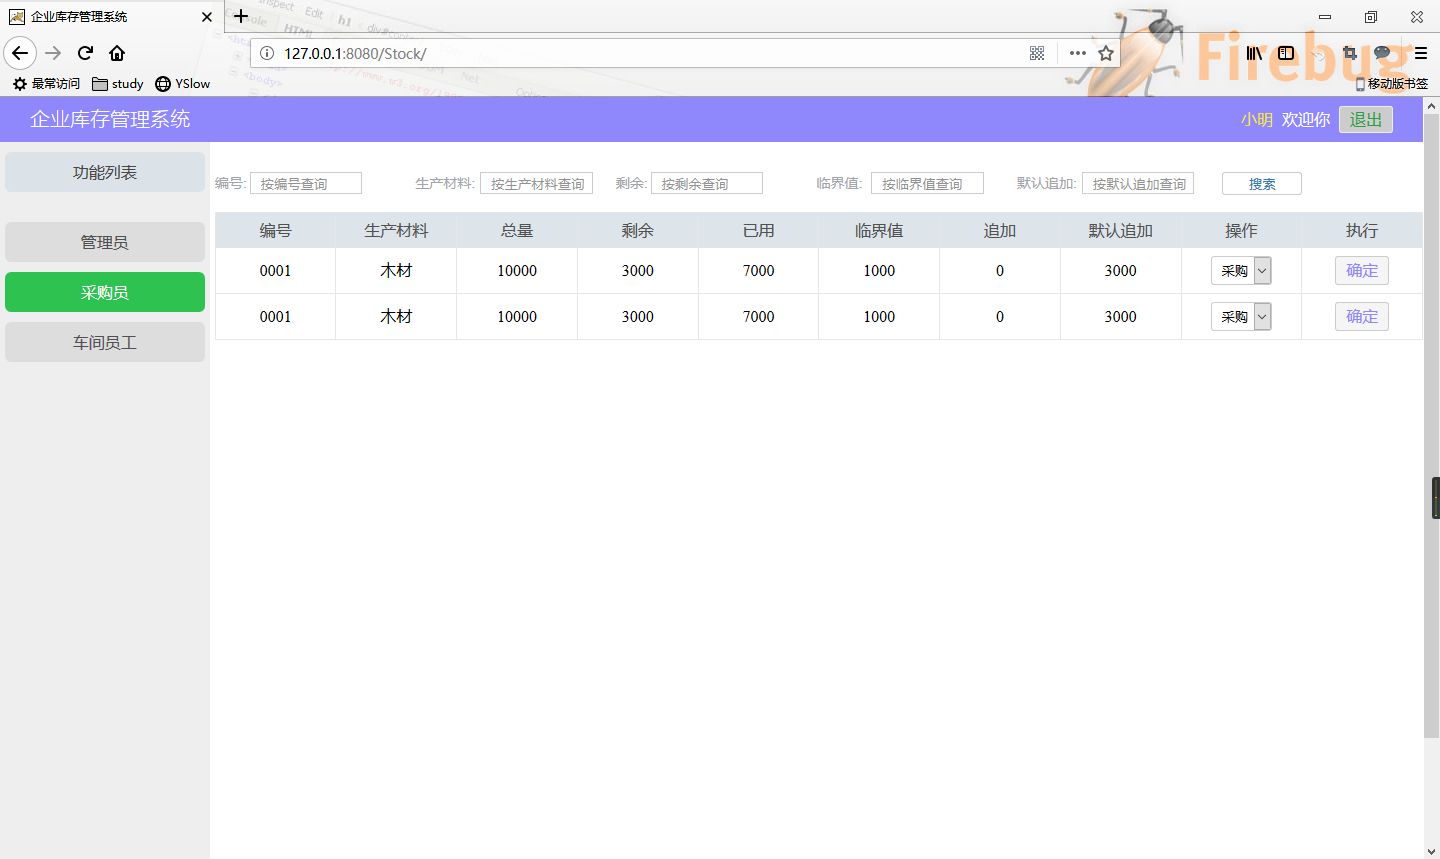 企业库存管理系统
127.0.0.1:8080/Stock/
Firebug
最常访问 study YSlow 移动版书签
企业库存管理系统 小明 欢迎你 退出
功能列表
管理员
采购员
车间员工
编号: 按编号查询 生产材料: 按生产材料查询 剩余: 按剩余查询 临界值: 按临界值查询 默认追加: 按默认追加查询 搜索
编号 生产材料 总量 剩余 已用 临界值 追加 默认追加 操作 执行
0001 木材 10000 3000 7000 1000 0 3000 采购 确定
0001 木材 10000 3000 7000 1000 0 3000 采购 确定